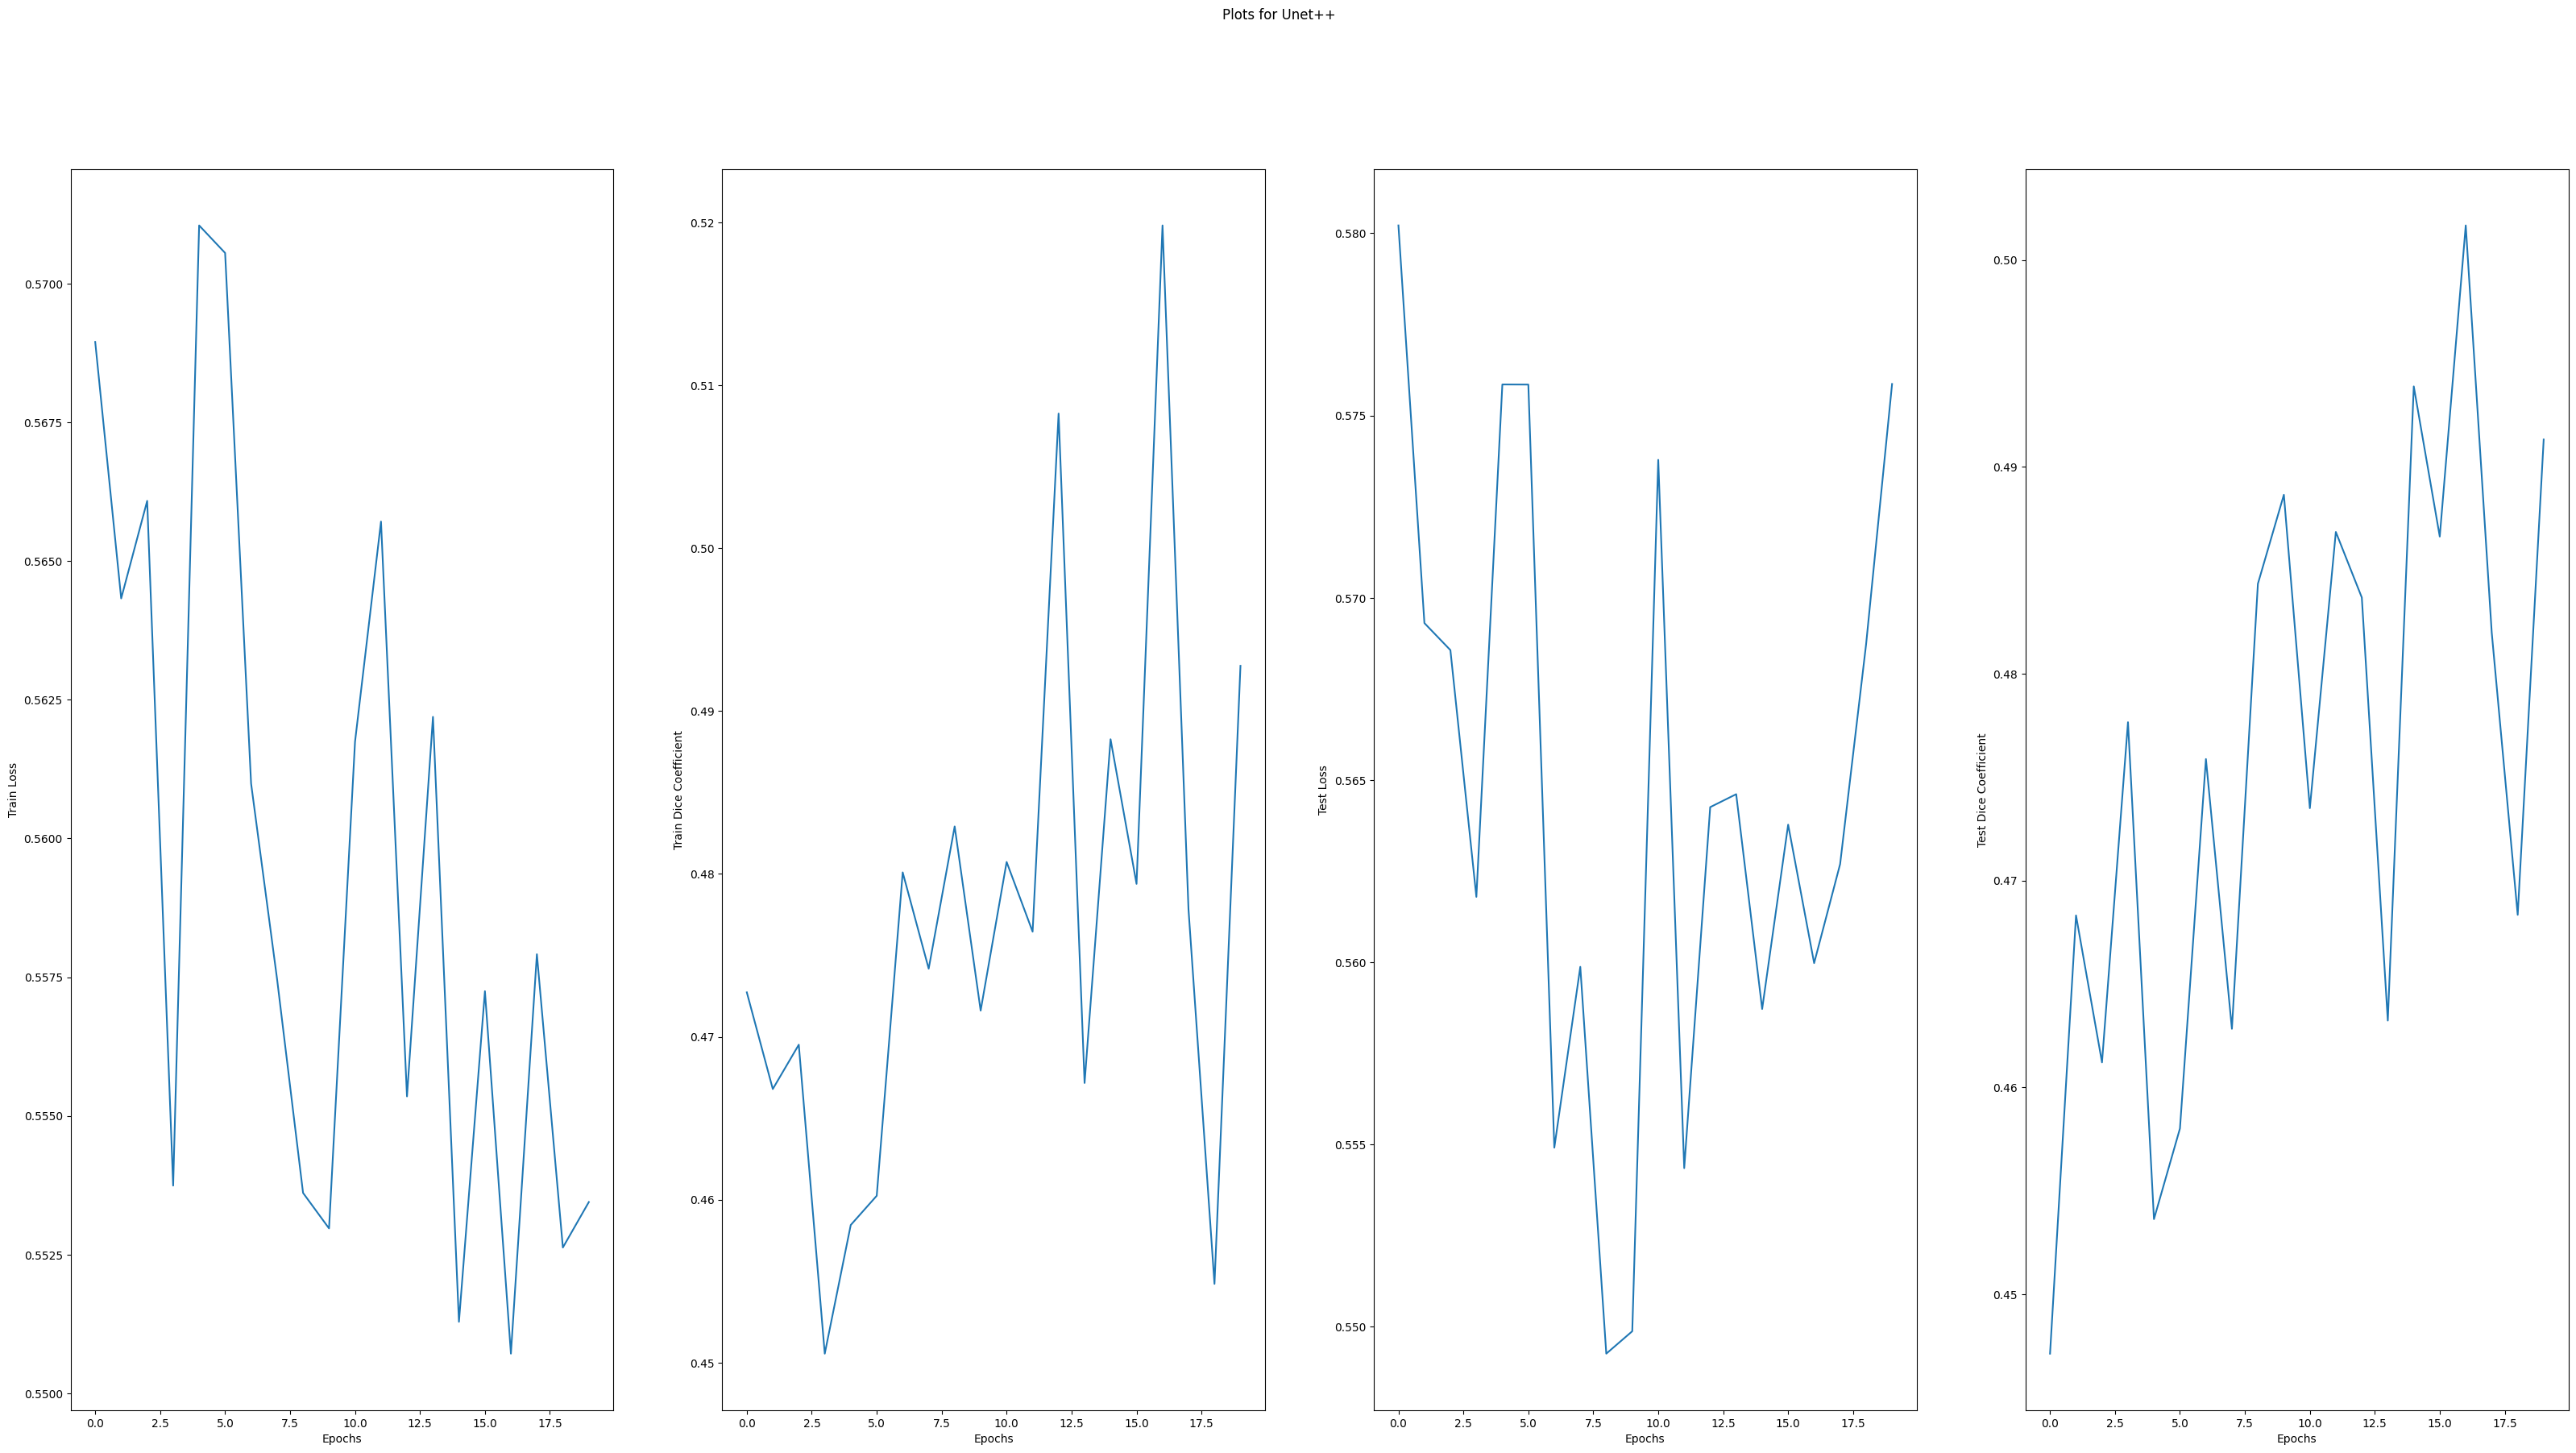 Plots for Unet++
Train Loss
0.5700
0.5675
0.5650
0.5625
0.5600
0.5575
0.5550
0.5525
0.5500
0.0 2.5 5.0 7.5 10.0 12.5 15.0 17.5
Epochs
Train Dice Coefficient
0.52
0.51
0.50
0.49
0.48
0.47
0.46
0.45
0.0 2.5 5.0 7.5 10.0 12.5 15.0 17.5
Epochs
Test Loss
0.580
0.575
0.570
0.565
0.560
0.555
0.550
0.0 2.5 5.0 7.5 10.0 12.5 15.0 17.5
Epochs
Test Dice Coefficient
0.50
0.49
0.48
0.47
0.46
0.45
0.0 2.5 5.0 7.5 10.0 12.5 15.0 17.5
Epochs